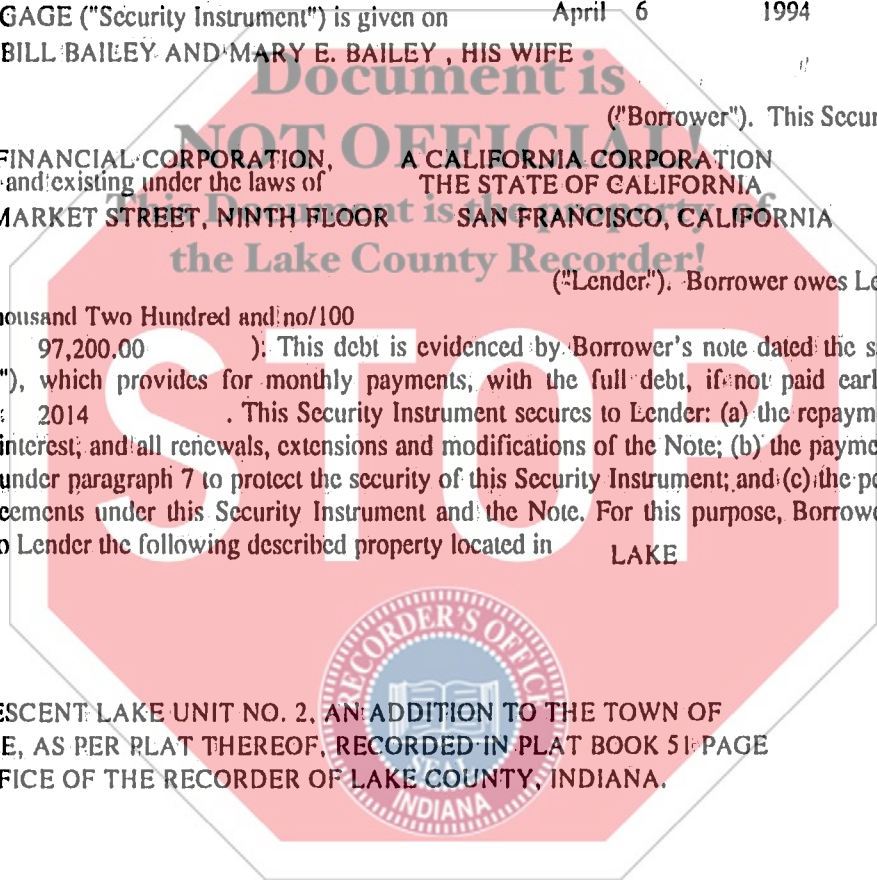 GAGE ("Security Instrument") is given on April 6 1994
BILL BAILEY AND MARY E. BAILEY , HIS WIFE
Document is
("Borrower"). This Secur
NOT OFFICIAL!
FINANCIAL CORPORATION, A CALIFORNIA CORPORATION
and existing under the laws of THE STATE OF CALIFORNIA
This Document is the property of
MARKET STREET, NINTH FLOOR SAN FRANCISCO, CALIFORNIA
the Lake County Recorder!
("Lender"). Borrower owes Le
ousand Two Hundred and no/100
97,200.00 ). This debt is evidenced by Borrower's note dated the s
"), which provides for monthly payments, with the full debt, if not paid earl
2014 . This Security Instrument secures to Lender: (a) the repaym
interest, and all renewals, extensions and modifications of the Note; (b) the payme
under paragraph 7 to protect the security of this Security Instrument; and (c) the pe
eements under this Security Instrument and the Note. For this purpose, Borrowe
o Lender the following described property located in LAKE
STOP
RECORDER'S OFFICE
ESCENT LAKE UNIT NO. 2, AN ADDITION TO THE TOWN OF
E, AS PER PLAT THEREOF, RECORDED IN PLAT BOOK 51 PAGE
SEAL
FICE OF THE RECORDER OF LAKE COUNTY, INDIANA.
INDIANA